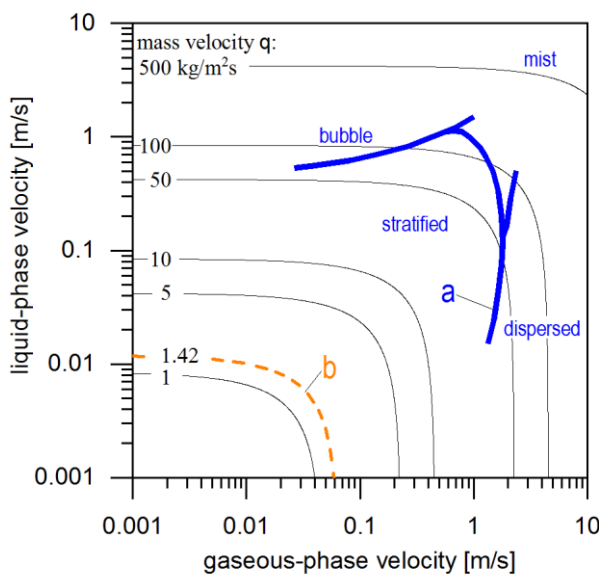 10
mass velocity q:
500 kg/m²s
mist
bubble
1
100
50
stratified
0.1
10
a
5
dispersed
0.01
1.42
b
1
0.001
0.001
0.01
0.1
1
10
liquid-phase velocity [m/s]
gaseous-phase velocity [m/s]